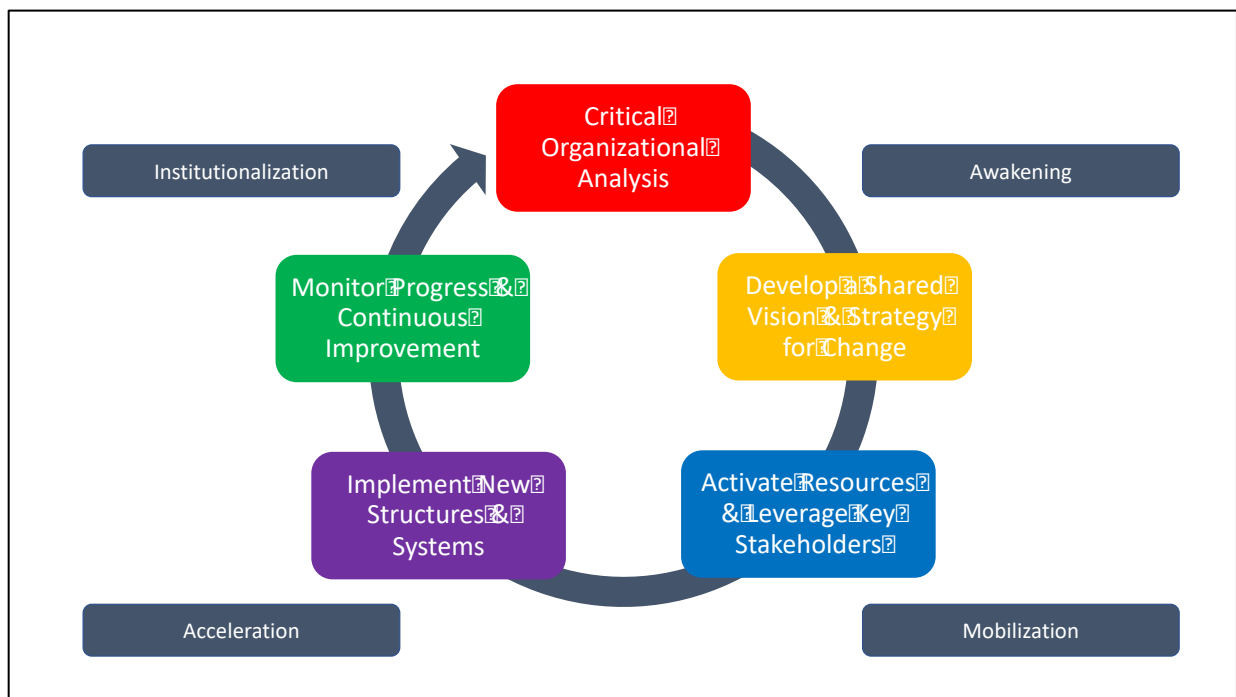 Critical
Organizational
Analysis
Institutionalization
Awakening
Monitor Progress &
Continuous
Improvement
Develop a Shared
Vision & Strategy
for Change
Implement New
Structures &
Systems
Activate Resources
& Leverage Key
Stakeholders
Acceleration
Mobilization